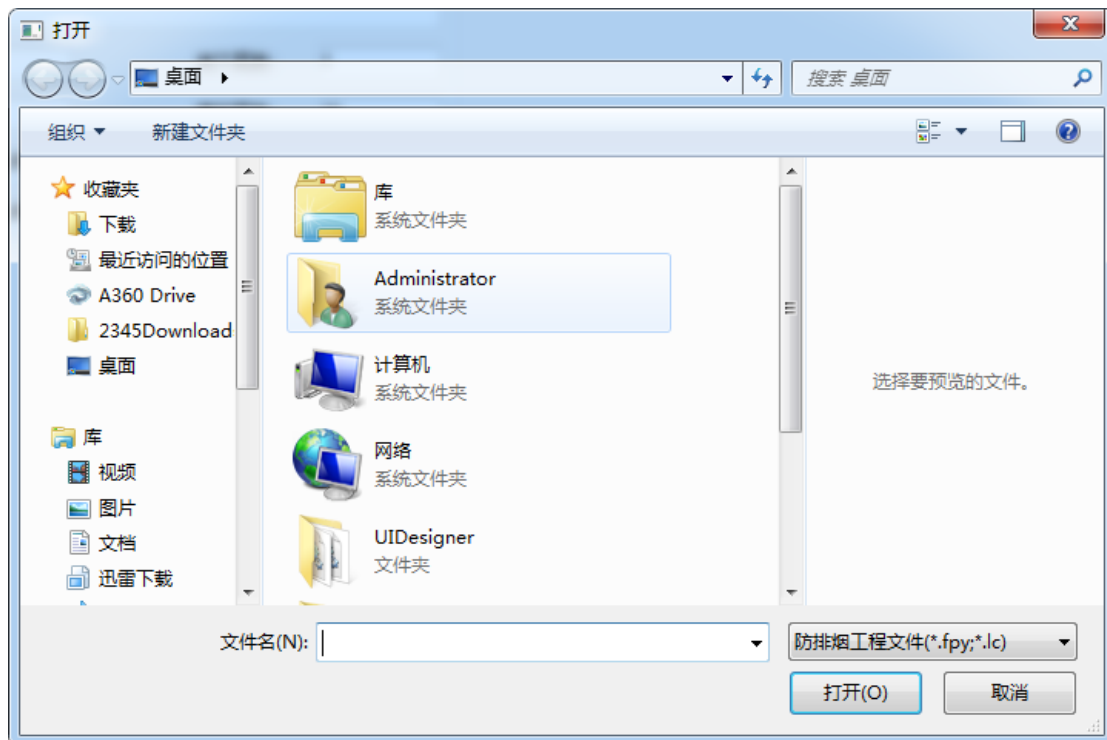 打开
桌面
搜索 桌面
组织
新建文件夹
收藏夹
下载
最近访问的位置
A360 Drive
2345Download
桌面
库
视频
图片
文档
迅雷下载
库
系统文件夹
Administrator
系统文件夹
计算机
系统文件夹
网络
系统文件夹
UIDesigner
文件夹
选择要预览的文件。
文件名(N):
防排烟工程文件(*.fpy;*.lc)
打开(O)
取消